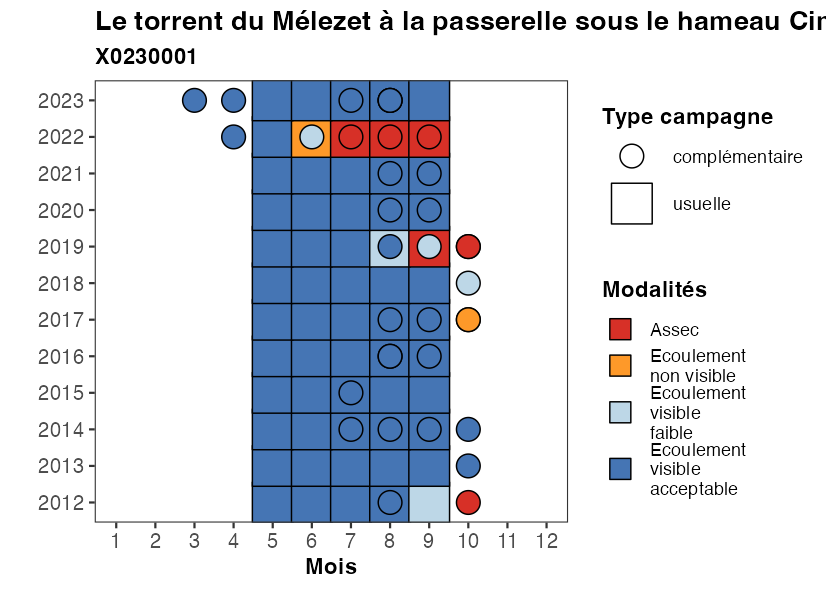 Le torrent du Mélezet à la passerelle sous le hameau Cir
X0230001
2023
2022
2021
2020
2019
2018
2017
2016
2015
2014
2013
2012
1 2 3 4 5 6 7 8 9 10 11 12
Mois
Type campagne
complémentaire
usuelle
Modalités
Assec
Ecoulement
non visible
Ecoulement
visible
faible
Ecoulement
visible
acceptable